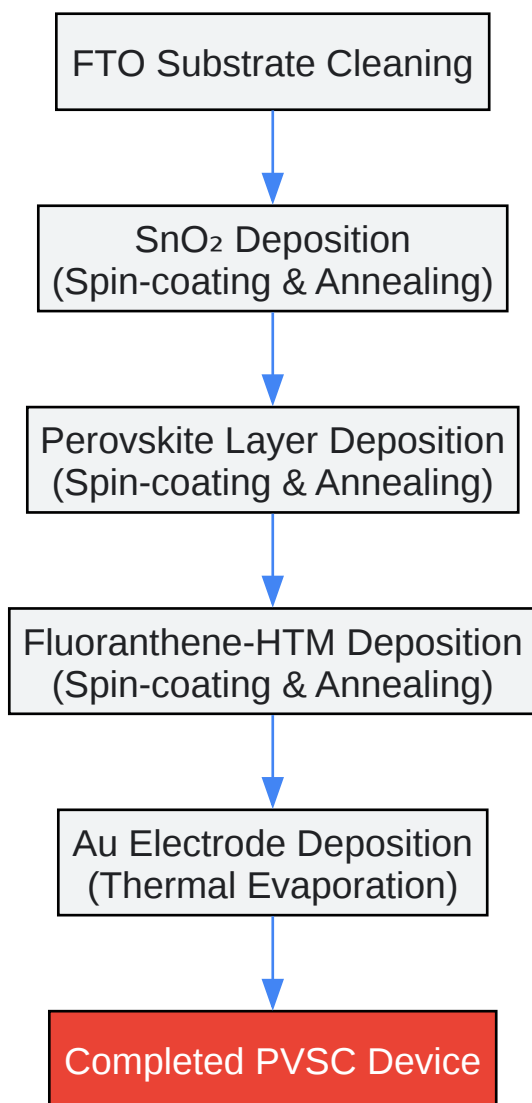 FTO Substrate Cleaning
SnO₂ Deposition
(Spin-coating & Annealing)
Perovskite Layer Deposition
(Spin-coating & Annealing)
Fluoranthene-HTM Deposition
(Spin-coating & Annealing)
Au Electrode Deposition
(Thermal Evaporation)
Completed PVSC Device